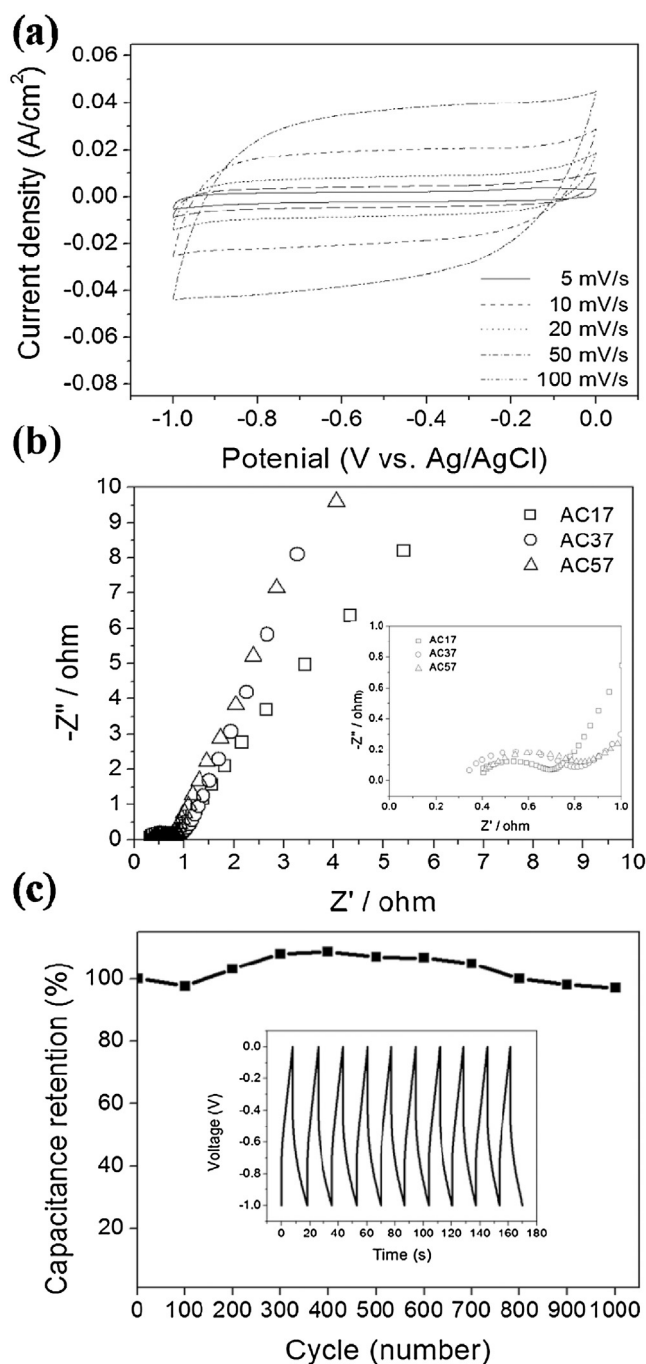 (a)
0.06
0.04
0.02
0.00
-0.02
-0.04
-0.06
-0.08
Current density (A/cm²)
5 mV/s
10 mV/s
20 mV/s
50 mV/s
100 mV/s
-1.0 -0.8 -0.6 -0.4 -0.2 0.0
Potenial (V vs. Ag/AgCl)
(b)
10
9
8
7
6
5
4
3
2
1
0
-Z" / ohm
AC17
AC37
AC57
1.0
0.8
0.6
0.4
0.2
0.0
-Z" / ohm)
AC17
AC37
AC57
0.0 0.2 0.4 0.6 0.8 1.0
Z' / ohm
0 1 2 3 4 5 6 7 8 9 10
Z' / ohm
(c)
100
80
60
40
20
Capacitance retention (%)
0.0
-0.2
-0.4
-0.6
-0.8
-1.0
Voltage (V)
0 20 40 60 80 100 120 140 160 180
Time (s)
0 100 200 300 400 500 600 700 800 900 1000
Cycle (number)